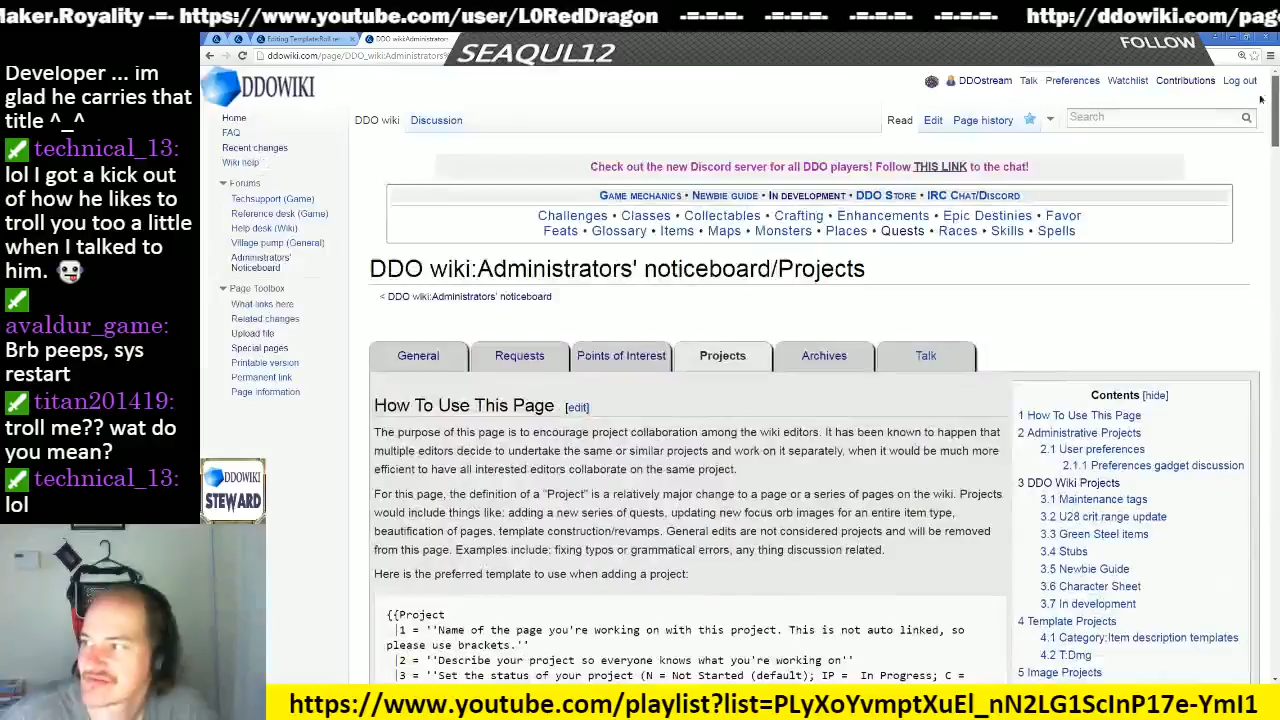 Maker.Royality -=- https://www.youtube.com/user/L0RedDragon -=-=-=- -=-=-=- -=-=-=- http://ddowiki.com/page
SEAQUL12
FOLLOW
Developer ... im
glad he carries that
title ^_^
technical_13:
lol I got a kick out
of how he likes to
troll you too a little
when I talked to
him.
avaldur_game:
Brb peeps, sys
restart
titan201419:
troll me?? wat do
you mean?
technical_13:
lol
ddowiki.com/page/DDO_wiki:Administrators
DDOWIKI
DDOstream Talk Preferences Watchlist Contributions Log out
DDO wiki Discussion
Read Edit Page history
Search
Home
FAQ
Recent changes
Wiki help
Forums
Techsupport (Game)
Reference desk (Game)
Help desk (Wiki)
Village pump (General)
Administrators'
Noticeboard
Page Toolbox
What links here
Related changes
Upload file
Special pages
Printable version
Permanent link
Page information
DDOWIKI
STEWARD
Check out the new Discord server for all DDO players! Follow THIS LINK to the chat!
Game mechanics • Newbie guide • In development • DDO Store • IRC Chat/Discord
Challenges • Classes • Collectables • Crafting • Enhancements • Epic Destinies • Favor
Feats • Glossary • Items • Maps • Monsters • Places • Quests • Races • Skills • Spells
DDO wiki:Administrators' noticeboard/Projects
< DDO wiki:Administrators' noticeboard
General Requests Points of Interest Projects Archives Talk
How To Use This Page [edit]
The purpose of this page is to encourage project collaboration among the wiki editors. It has been known to happen that
multiple editors decide to undertake the same or similar projects and work on it separately, when it would be much more
efficient to have all interested editors collaborate on the same project.
For this page, the definition of a "Project" is a relatively major change to a page or a series of pages on the wiki. Projects
would include things like: adding a new series of quests, updating new focus orb images for an entire item type,
beautification of pages, template construction/revamps. General edits are not considered projects and will be removed
from this page. Examples include: fixing typos or grammatical errors, any thing discussion related.
Here is the preferred template to use when adding a project:
{{Project
|1 = ''Name of the page you're working on with this project. This is not auto linked, so
please use brackets.''
|2 = ''Describe your project so everyone knows what you're working on''
|3 = ''Set the status of your project (N = Not Started (default); IP = In Progress; C =
Contents [hide]
1 How To Use This Page
2 Administrative Projects
2.1 User preferences
2.1.1 Preferences gadget discussion
3 DDO Wiki Projects
3.1 Maintenance tags
3.2 U28 crit range update
3.3 Green Steel items
3.4 Stubs
3.5 Newbie Guide
3.6 Character Sheet
3.7 In development
4 Template Projects
4.1 Category:Item description templates
4.2 T:Dmg
5 Image Projects
https://www.youtube.com/playlist?list=PLyXoYvmptXuEl_nN2LG1ScInP17e-YmI1